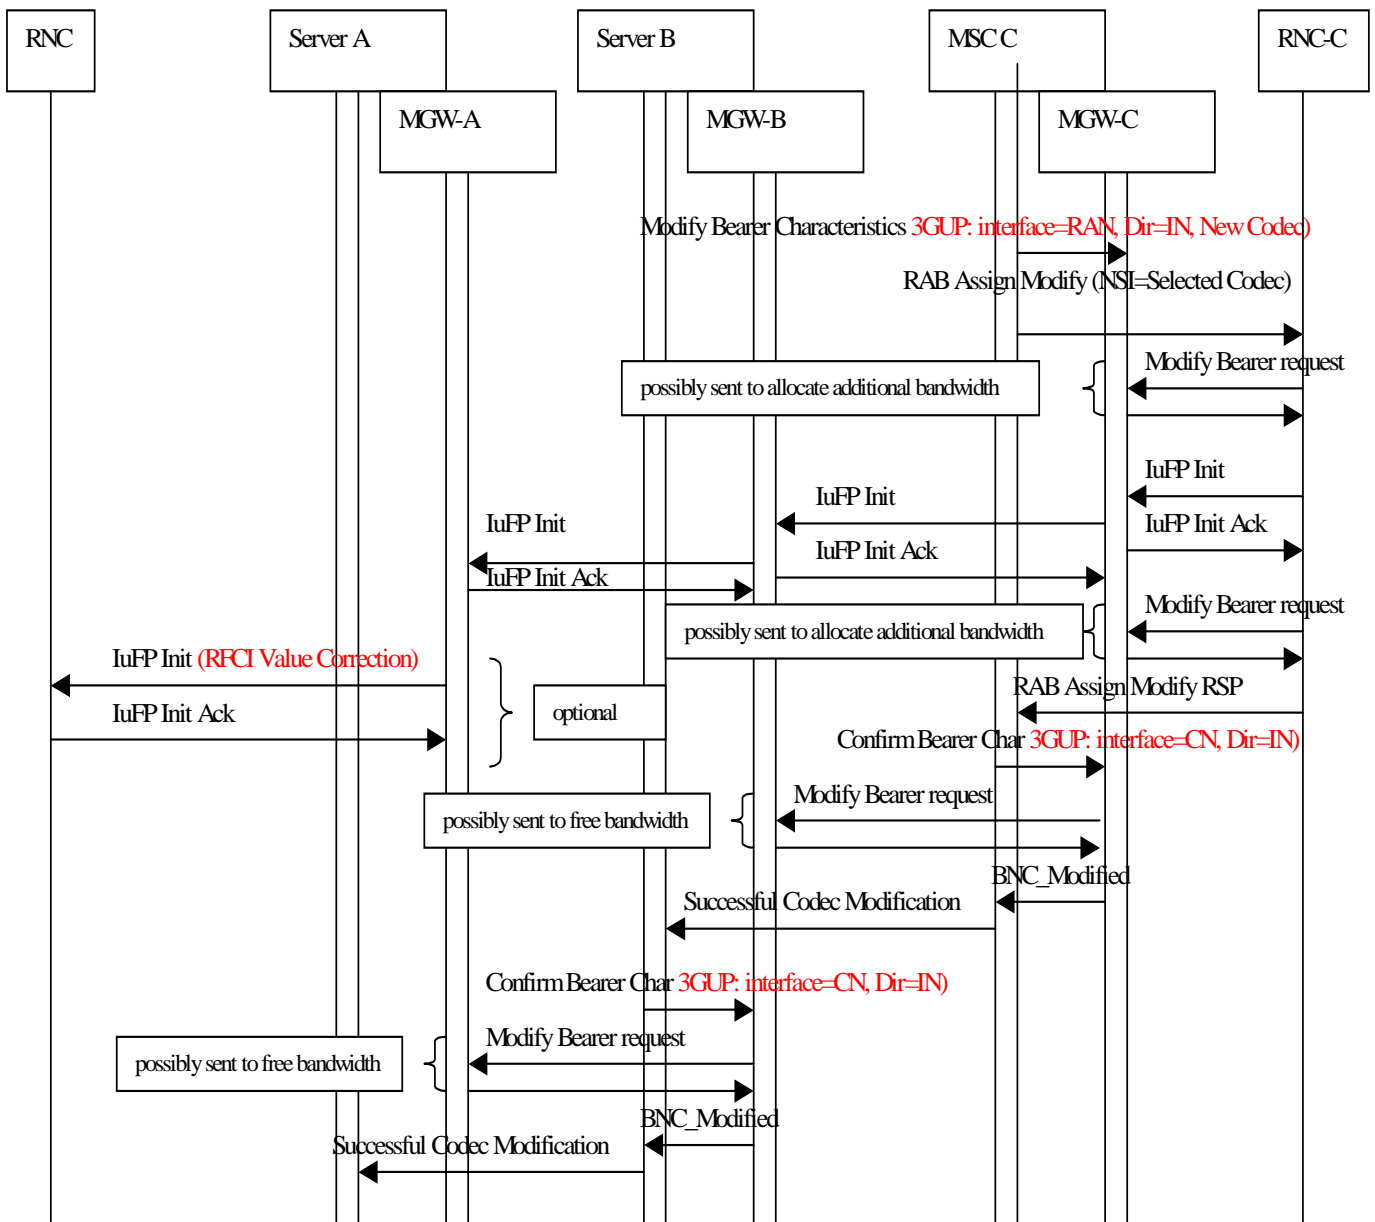 RNC
Server A
Server B
MSC C
RNC-C
MGW-A
MGW-B
MGW-C
Modify Bearer Characteristics 3GUP: interface=RAN, Dir=IN, New Codec)
RAB Assign Modify (NSI=Selected Codec)
Modify Bearer request
possibly sent to allocate additional bandwidth
IuFP Init
IuFP Init
IuFP Init
IuFP Init Ack
IuFP Init Ack
IuFP Init Ack
Modify Bearer request
possibly sent to allocate additional bandwidth
IuFP Init (RFCI Value Correction)
RAB Assign Modify RSP
IuFP Init Ack
optional
Confirm Bearer Char 3GUP: interface=CN, Dir=IN)
Modify Bearer request
possibly sent to free bandwidth
BNC_Modified
Successful Codec Modification
Confirm Bearer Char 3GUP: interface=CN, Dir=IN)
Modify Bearer request
possibly sent to free bandwidth
BNC_Modified
Successful Codec Modification